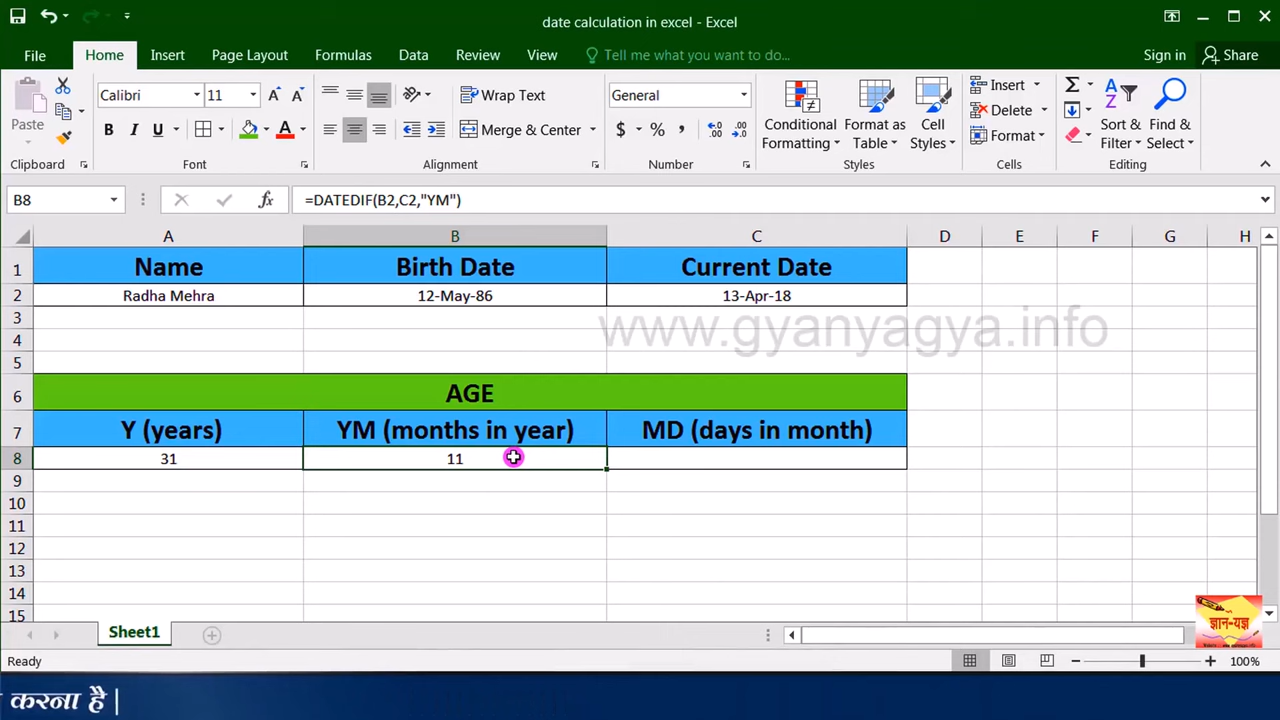 date calculation in excel - Excel
File Home Insert Page Layout Formulas Data Review View Tell me what you want to do... Sign in Share
Calibri 11 Wrap Text General Insert
Paste B I U Merge & Center $ % , Conditional Formatting Format as Table Cell Styles Delete Format Σ Sort & Filter Find & Select
Clipboard Font Alignment Number Styles Cells Editing
B8 fx =DATEDIF(B2,C2,"YM")
A B C D E F G H
1 Name Birth Date Current Date
2 Radha Mehra 12-May-86 13-Apr-18
3
www.gyanyagya.info
4
5
6 AGE
7 Y (years) YM (months in year) MD (days in month)
8 31 11
9
10
11
12
13
14
15
ज्ञान-यज्ञ
Sheet1
Ready 100%
करना है |